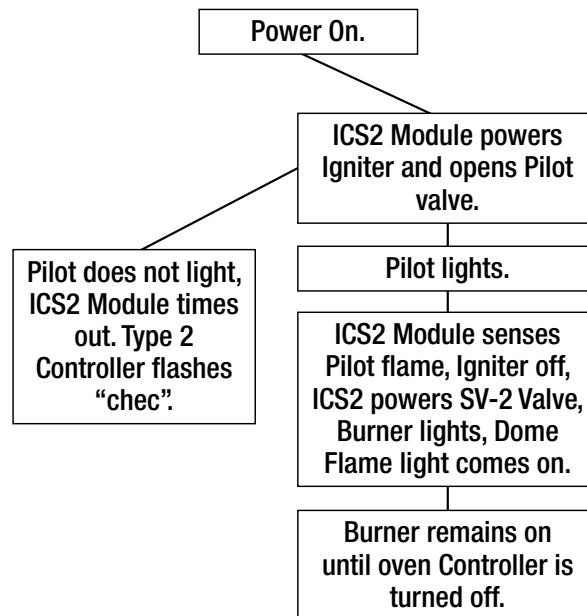 Power On.
ICS2 Module powers
Igniter and opens Pilot
valve.
Pilot does not light,
ICS2 Module times
out. Type 2
Controller flashes
“chec”.
Pilot lights.
ICS2 Module senses
Pilot flame, Igniter off,
ICS2 powers SV-2 Valve,
Burner lights, Dome
Flame light comes on.
Burner remains on
until oven Controller is
turned off.